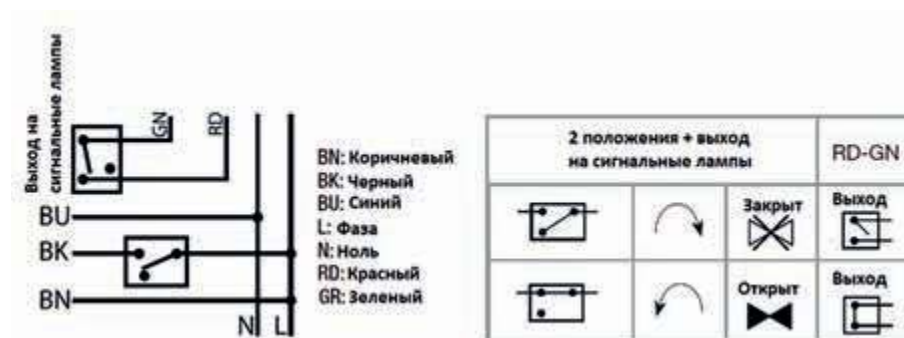 Выход на
сигнальные лампы
GN
RD
BU
BK
BN
N
L
BN: Коричневый
BK: Черный
BU: Синий
L: Фаза
N: Ноль
RD: Красный
GR: Зеленый
2 положения + выход
на сигнальные лампы
RD-GN
Закрыт
Выход
Открыт
Выход